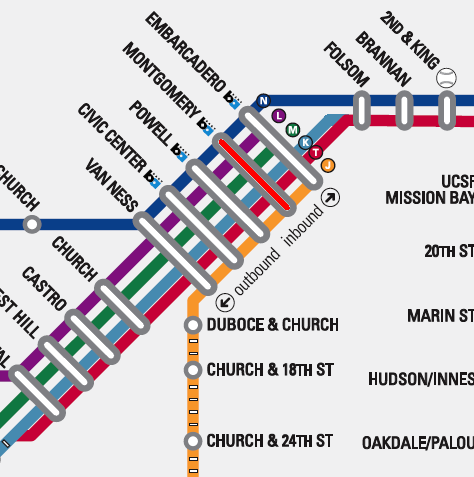 2ND & KING
BRANNAN
FOLSOM
EMBARCADERO
MONTGOMERY
POWELL
CIVIC CENTER
VAN NESS
N
L
M
K
T
J
CHURCH
CHURCH
CASTRO
EST HILL
AL
inbound
outbound
UCSF
MISSION BAY
20TH ST
MARIN ST
HUDSON/INNES
OAKDALE/PALOU
DUBOCE & CHURCH
CHURCH & 18TH ST
CHURCH & 24TH ST